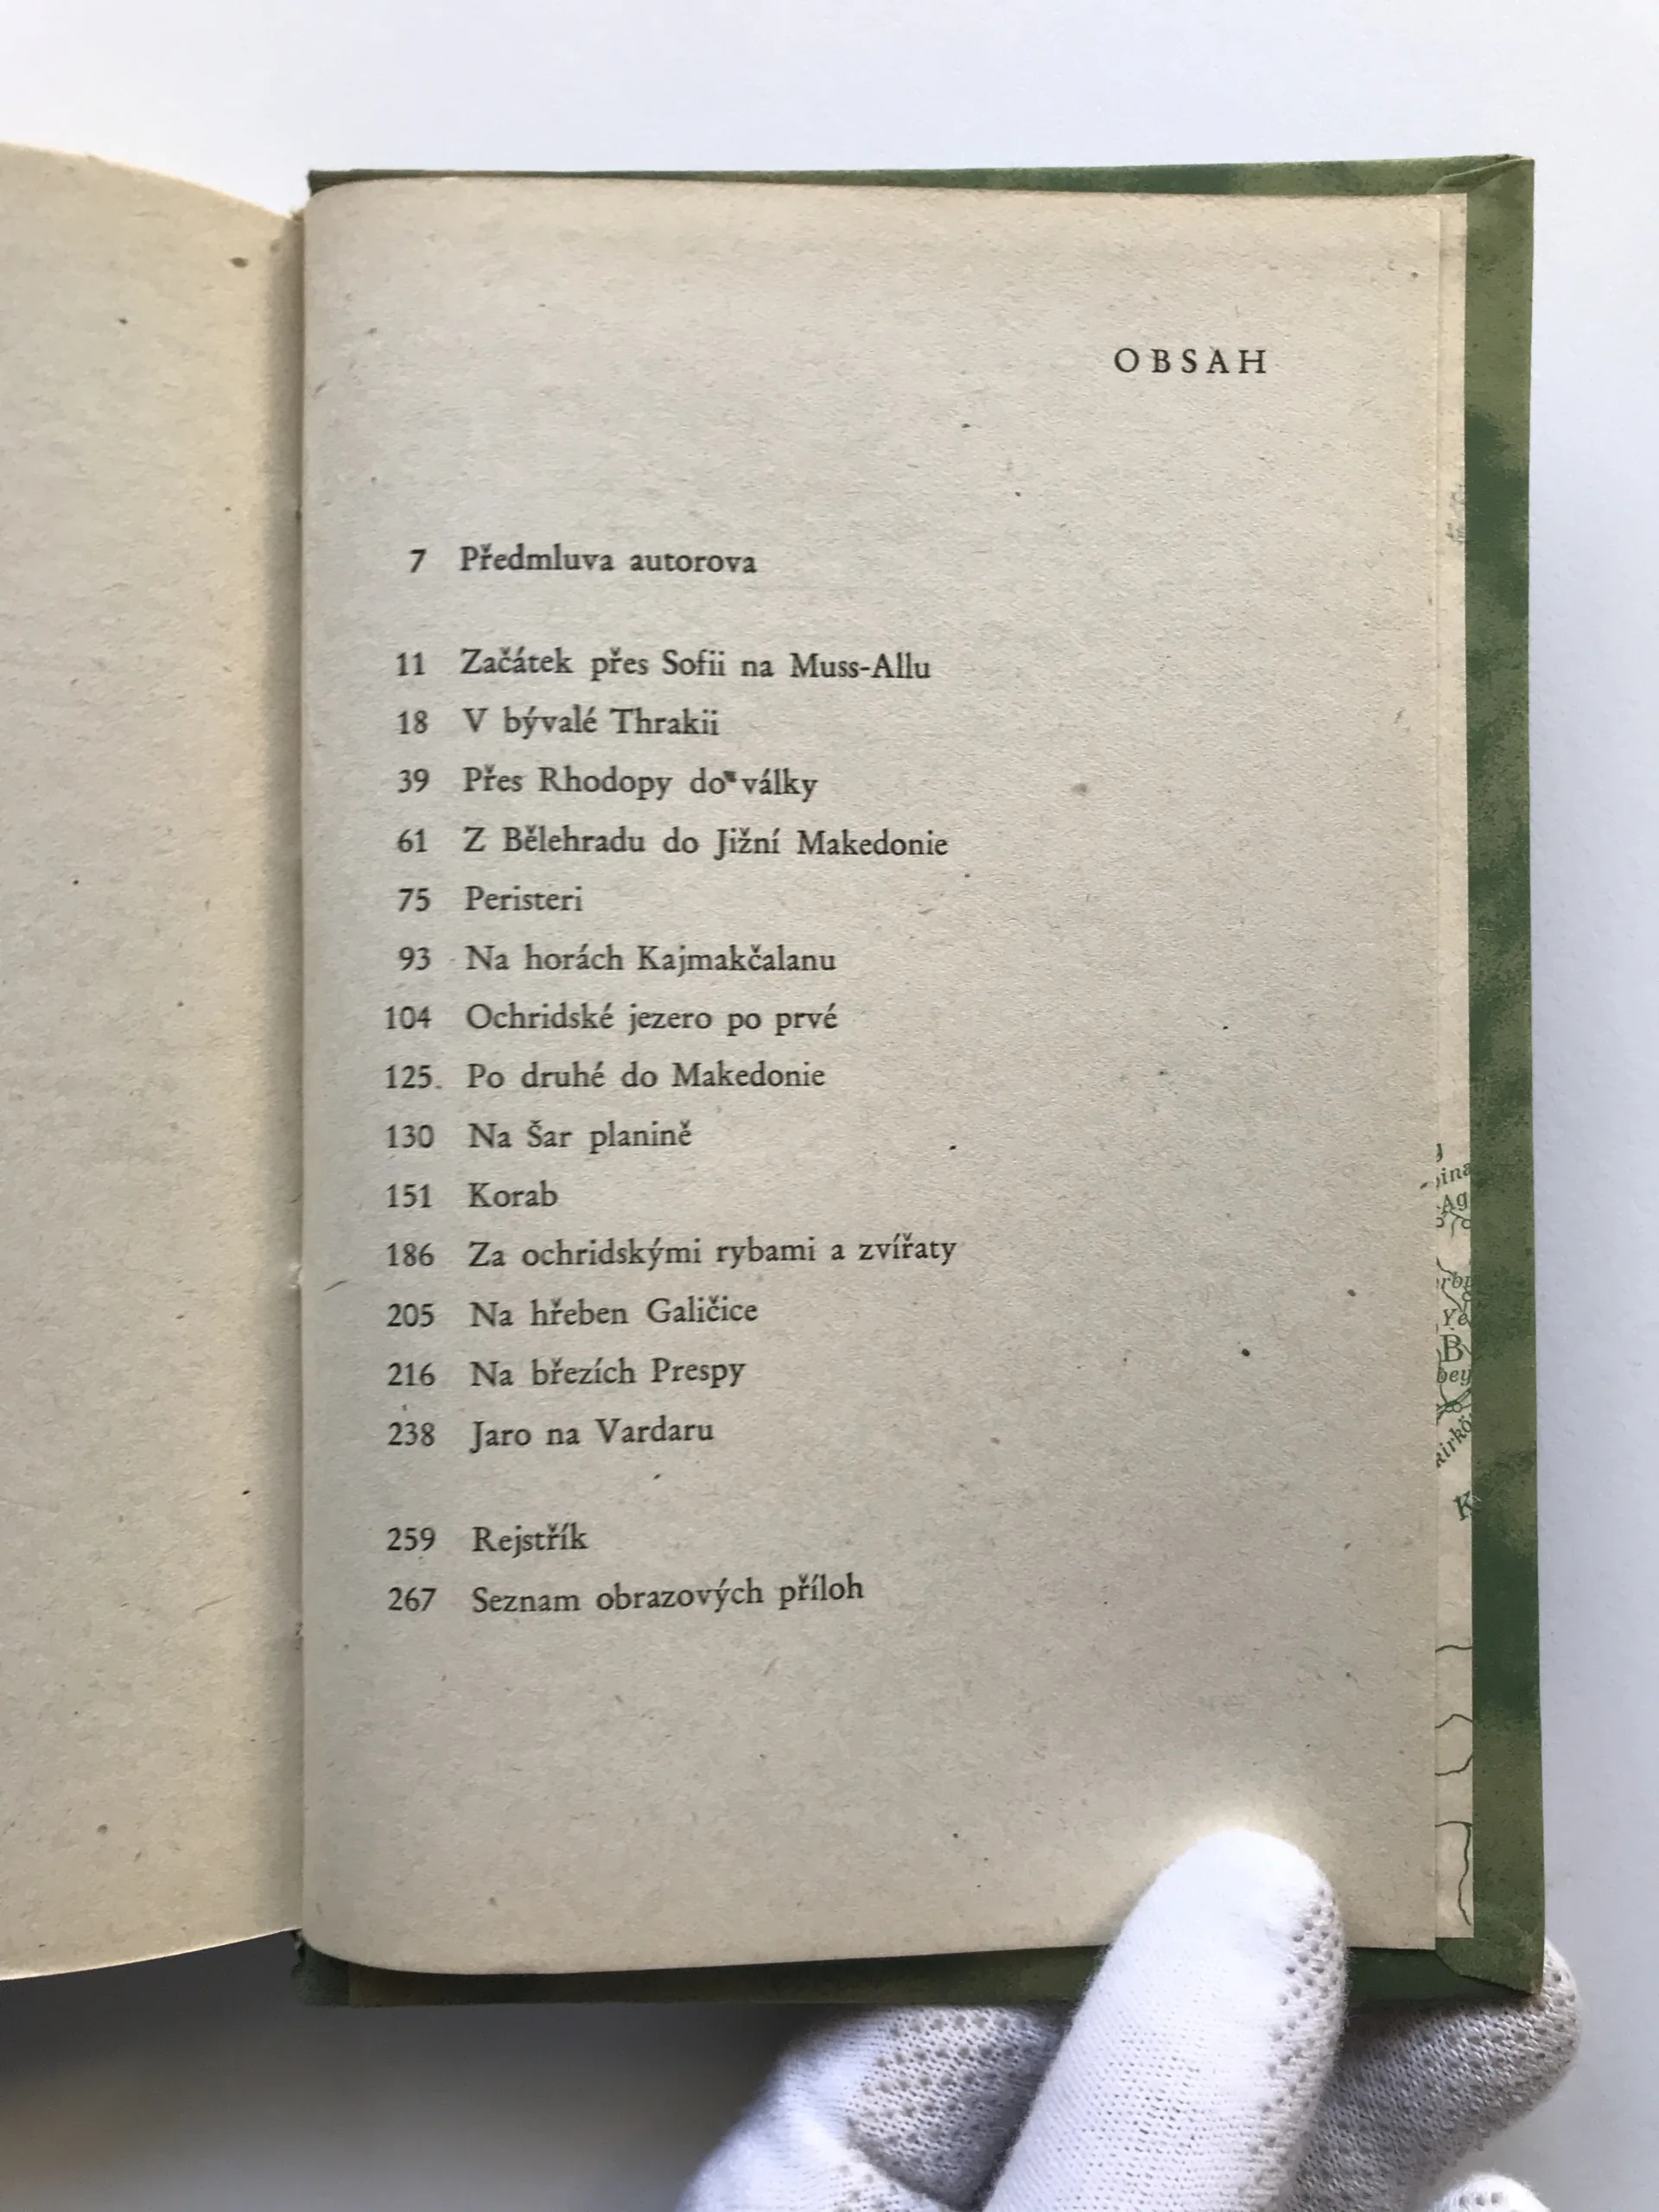 OBSAH
7 Předmluva autorova
11 Začátek přes Sofii na Muss-Allu
18 V bývalé Thrakii
39 Přes Rhodopy do války
61 Z Bělehradu do Jižní Makedonie
75 Peristeri
93 Na horách Kajmakčalanu
104 Ochridské jezero po prvé
125 Po druhé do Makedonie
130 Na Šar planině
151 Korab
186 Za ochridskými rybami a zvířaty
205 Na hřeben Galičice
216 Na březích Prespy
238 Jaro na Vardaru
259 Rejstřík
267 Seznam obrazových příloh